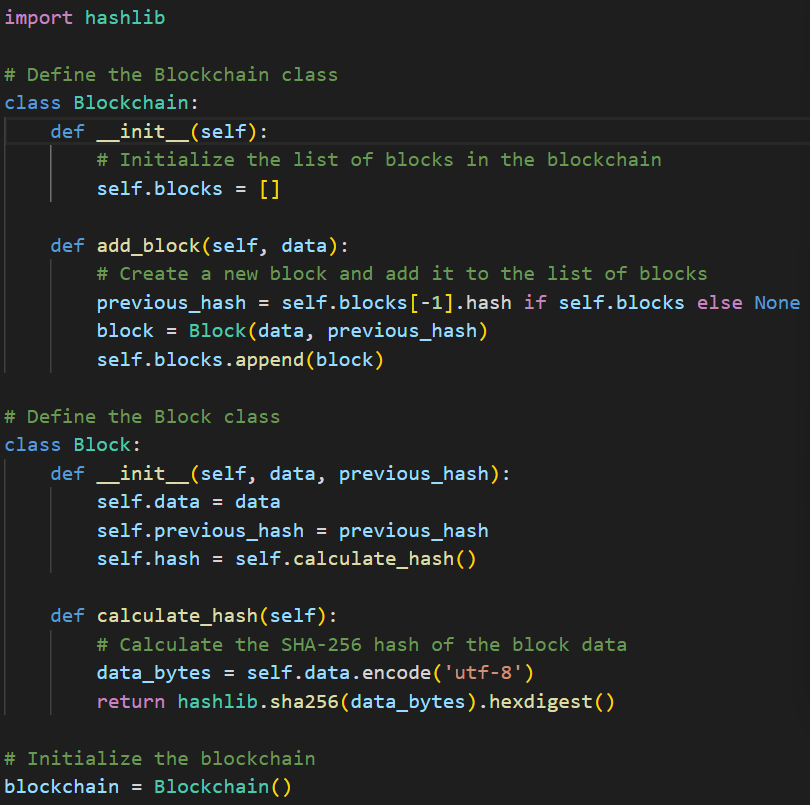 import hashlib

# Define the Blockchain class
class Blockchain:
    def __init__(self):
        # Initialize the list of blocks in the blockchain
        self.blocks = []

    def add_block(self, data):
        # Create a new block and add it to the list of blocks
        previous_hash = self.blocks[-1].hash if self.blocks else None
        block = Block(data, previous_hash)
        self.blocks.append(block)

# Define the Block class
class Block:
    def __init__(self, data, previous_hash):
        self.data = data
        self.previous_hash = previous_hash
        self.hash = self.calculate_hash()

    def calculate_hash(self):
        # Calculate the SHA-256 hash of the block data
        data_bytes = self.data.encode('utf-8')
        return hashlib.sha256(data_bytes).hexdigest()

# Initialize the blockchain
blockchain = Blockchain()